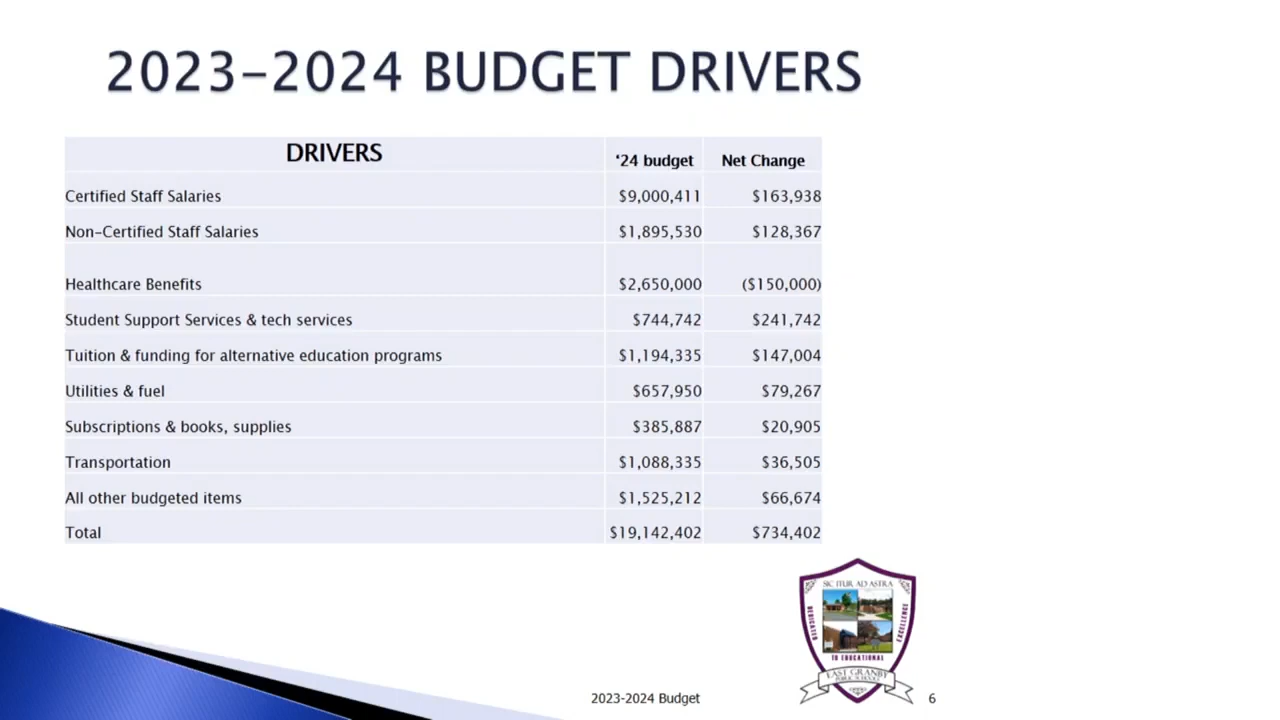 2023-2024 BUDGET DRIVERS
DRIVERS ‘24 budget Net Change
Certified Staff Salaries $9,000,411 $163,938
Non-Certified Staff Salaries $1,895,530 $128,367
Healthcare Benefits $2,650,000 ($150,000)
Student Support Services & tech services $744,742 $241,742
Tuition & funding for alternative education programs $1,194,335 $147,004
Utilities & fuel $657,950 $79,267
Subscriptions & books, supplies $385,887 $20,905
Transportation $1,088,335 $36,505
All other budgeted items $1,525,212 $66,674
Total $19,142,402 $734,402
SIC ITUR AD ASTRA
DEDICATED
TO EDUCATIONAL
EXCELLENCE
EAST GRANBY
PUBLIC SCHOOLS
2023-2024 Budget
6